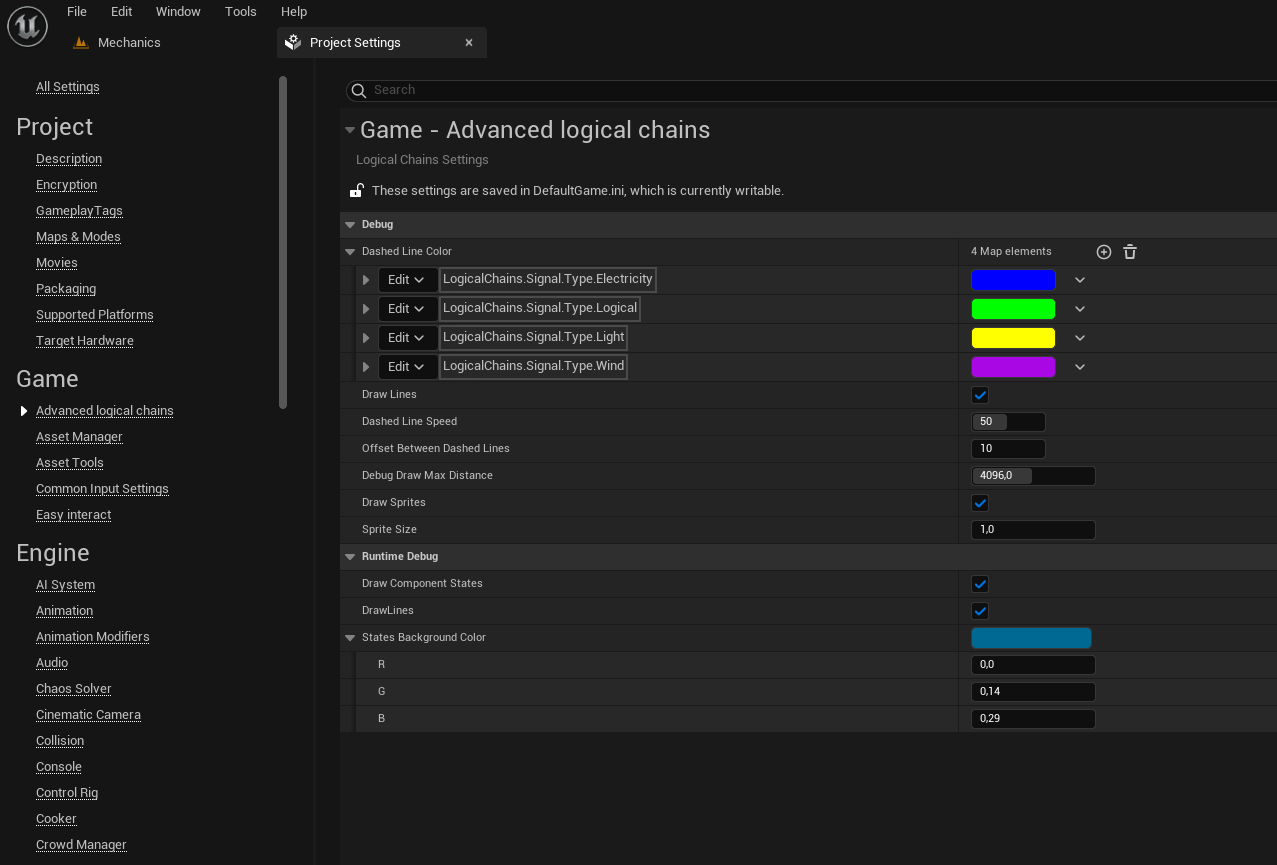 File Edit Window Tools Help
Mechanics
Project Settings
All Settings
Project
Description
Encryption
GameplayTags
Maps & Modes
Movies
Packaging
Supported Platforms
Target Hardware
Game
Advanced logical chains
Asset Manager
Asset Tools
Common Input Settings
Easy interact
Engine
AI System
Animation
Animation Modifiers
Audio
Chaos Solver
Cinematic Camera
Collision
Console
Control Rig
Cooker
Crowd Manager
Search
Game - Advanced logical chains
Logical Chains Settings
These settings are saved in DefaultGame.ini, which is currently writable.
Debug
Dashed Line Color 4 Map elements
Edit LogicalChains.Signal.Type.Electricity
Edit LogicalChains.Signal.Type.Logical
Edit LogicalChains.Signal.Type.Light
Edit LogicalChains.Signal.Type.Wind
Draw Lines
Dashed Line Speed 50
Offset Between Dashed Lines 10
Debug Draw Max Distance 4096,0
Draw Sprites
Sprite Size 1,0
Runtime Debug
Draw Component States
DrawLines
States Background Color
R 0,0
G 0,14
B 0,29